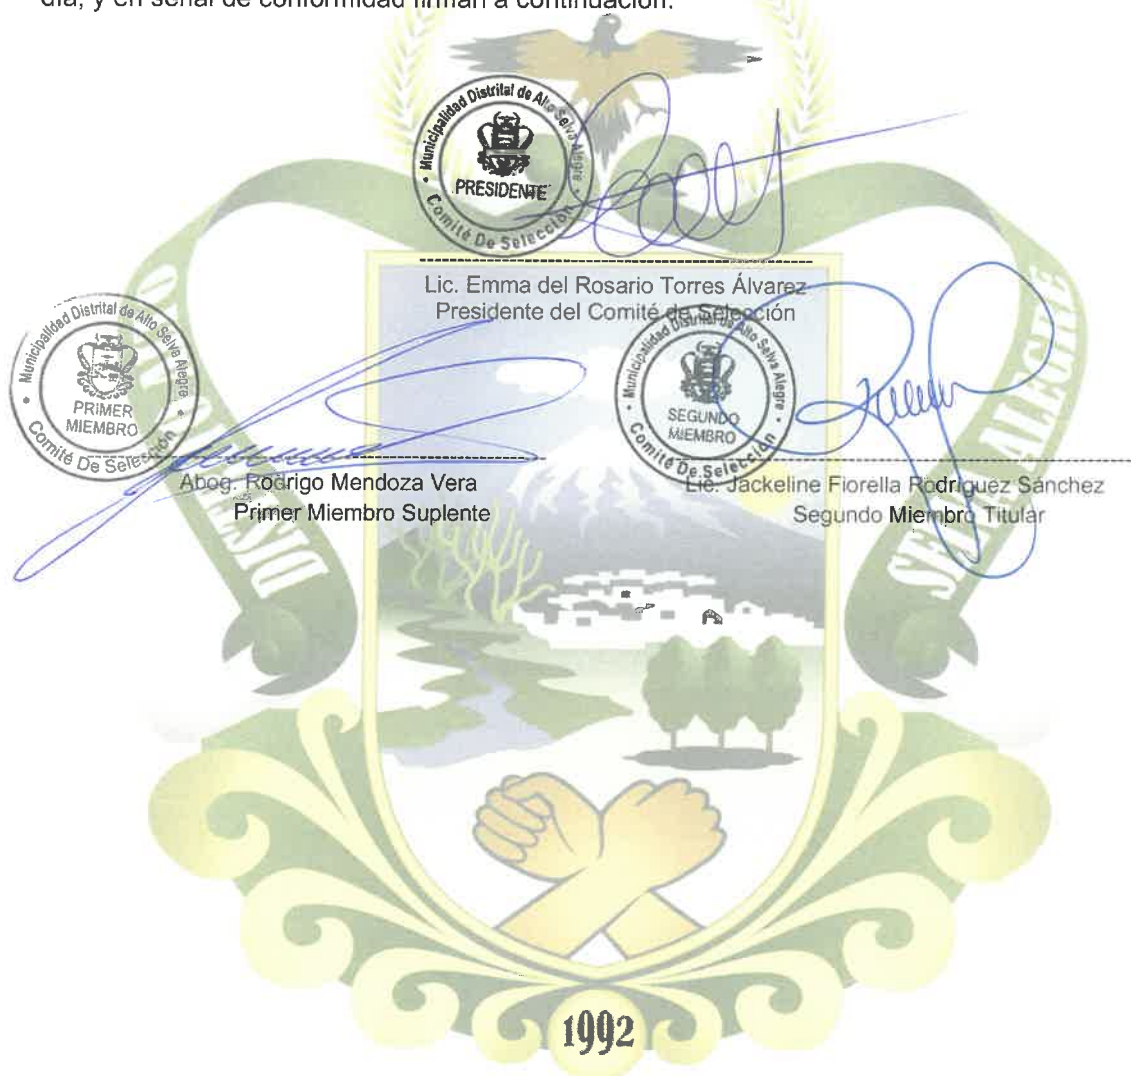 día, y en señal de conformidad firman a continuación.
Municipalidad Distrital de Alto Selva Alegre
PRESIDENTE
Comité De Selección
Lic. Emma del Rosario Torres Álvarez
Presidente del Comité de Selección
Municipalidad Distrital de Alto Selva Alegre
PRIMER
MIEMBRO
Comité De Selección
Abog. Rodrigo Mendoza Vera
Primer Miembro Suplente
Municipalidad Distrital de Alto Selva Alegre
SEGUNDO
MIEMBRO
Comité De Selección
Lic. Jackeline Fiorella Rodríguez Sánchez
Segundo Miembro Titular
SELVA ALEGRE
1992